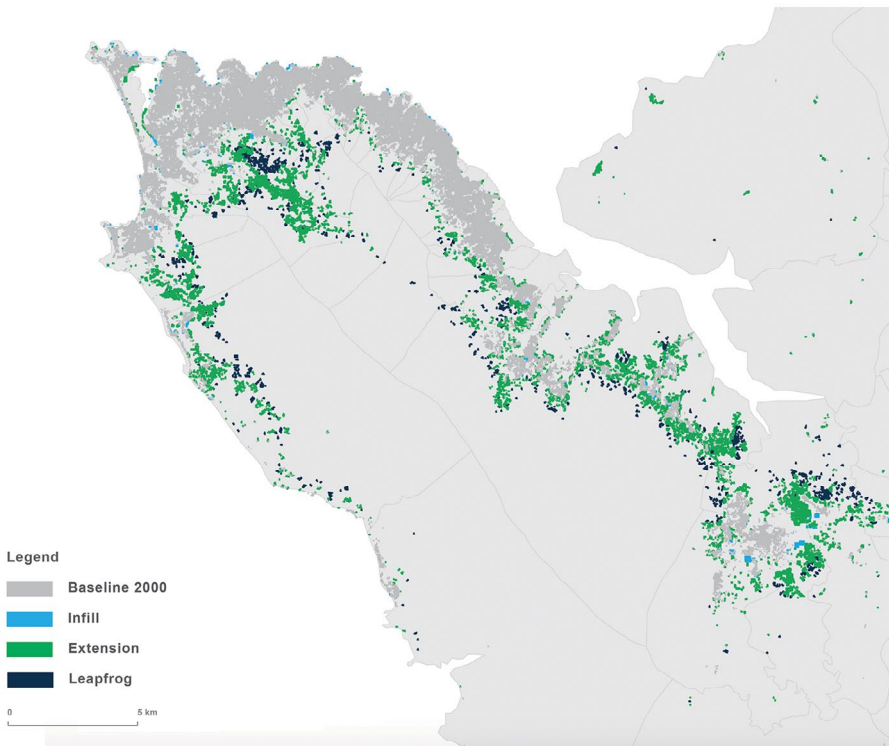 Legend
Baseline 2000
Infill
Extension
Leapfrog
0 5 km